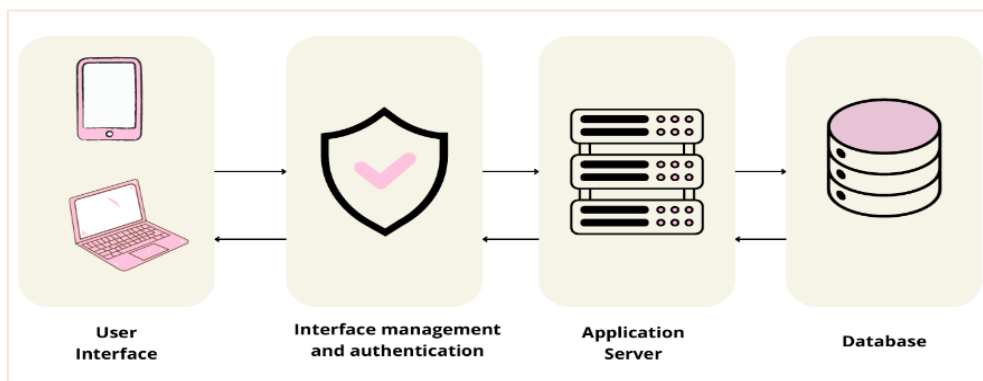 User
Interface
Interface management
and authentication
Application
Server
Database